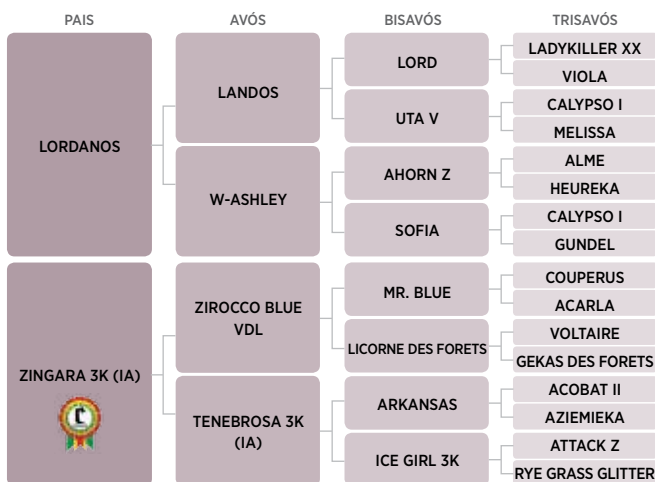 PAIS
AVÓS
BISAVÓS
TRISAVÓS
LORDANOS
LANDOS
LORD
LADYKILLER XX
VIOLA
UTA V
CALYPSO I
MELISSA
W-ASHLEY
AHORN Z
ALME
HEUREKA
SOFIA
CALYPSO I
GUNDEL
ZINGARA 3K (IA)
ZIROCCO BLUE
VDL
MR. BLUE
COUPERUS
ACARLA
LICORNE DES FORETS
VOLTAIRE
GEKAS DES FORETS
TENEBROSA 3K
(IA)
ARKANSAS
ACOBAT II
AZIEMIEKA
ICE GIRL 3K
ATTACK Z
RYE GRASS GLITTER